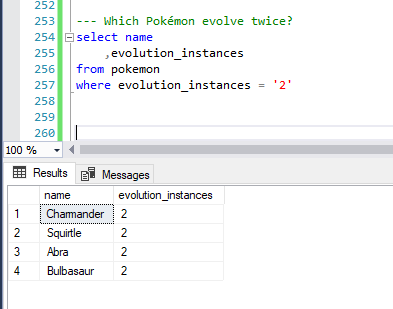 252
253 --- Which Pokémon evolve twice?
254 select name
255 ,evolution_instances
256 from pokemon
257 where evolution_instances = '2'
258
259
260
100 %
Results Messages
name evolution_instances
1 Charmander 2
2 Squirtle 2
3 Abra 2
4 Bulbasaur 2